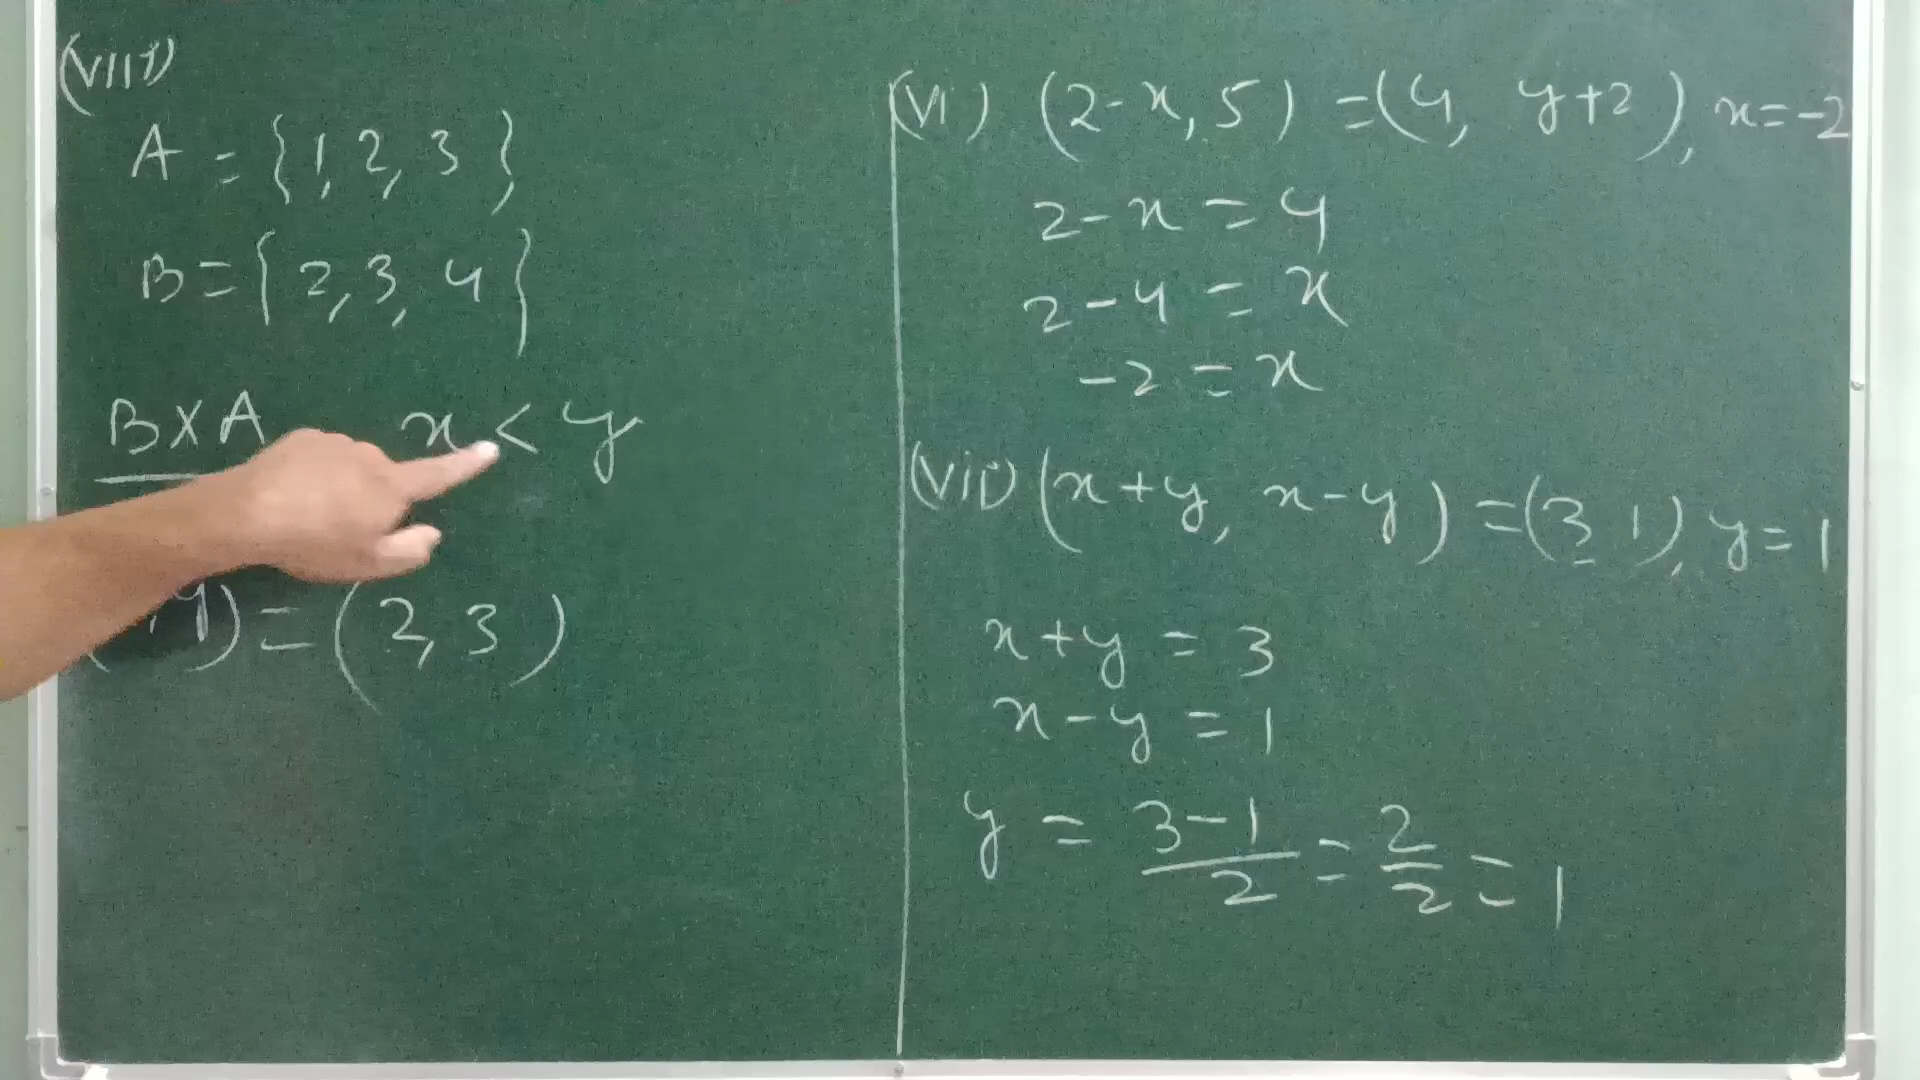 (viii)
A = {1, 2, 3}
B = {2, 3, 4}
B×A x < y
, y) = (2, 3)
(vi) (2-x, 5) = (4, y+2), x=-2
2-x = 4
2-4 = x
-2 = x
(vii) (x+y, x-y) = (3, 1), y=1
x+y = 3
x-y = 1
y = 3-1/2 = 2/2 = 1